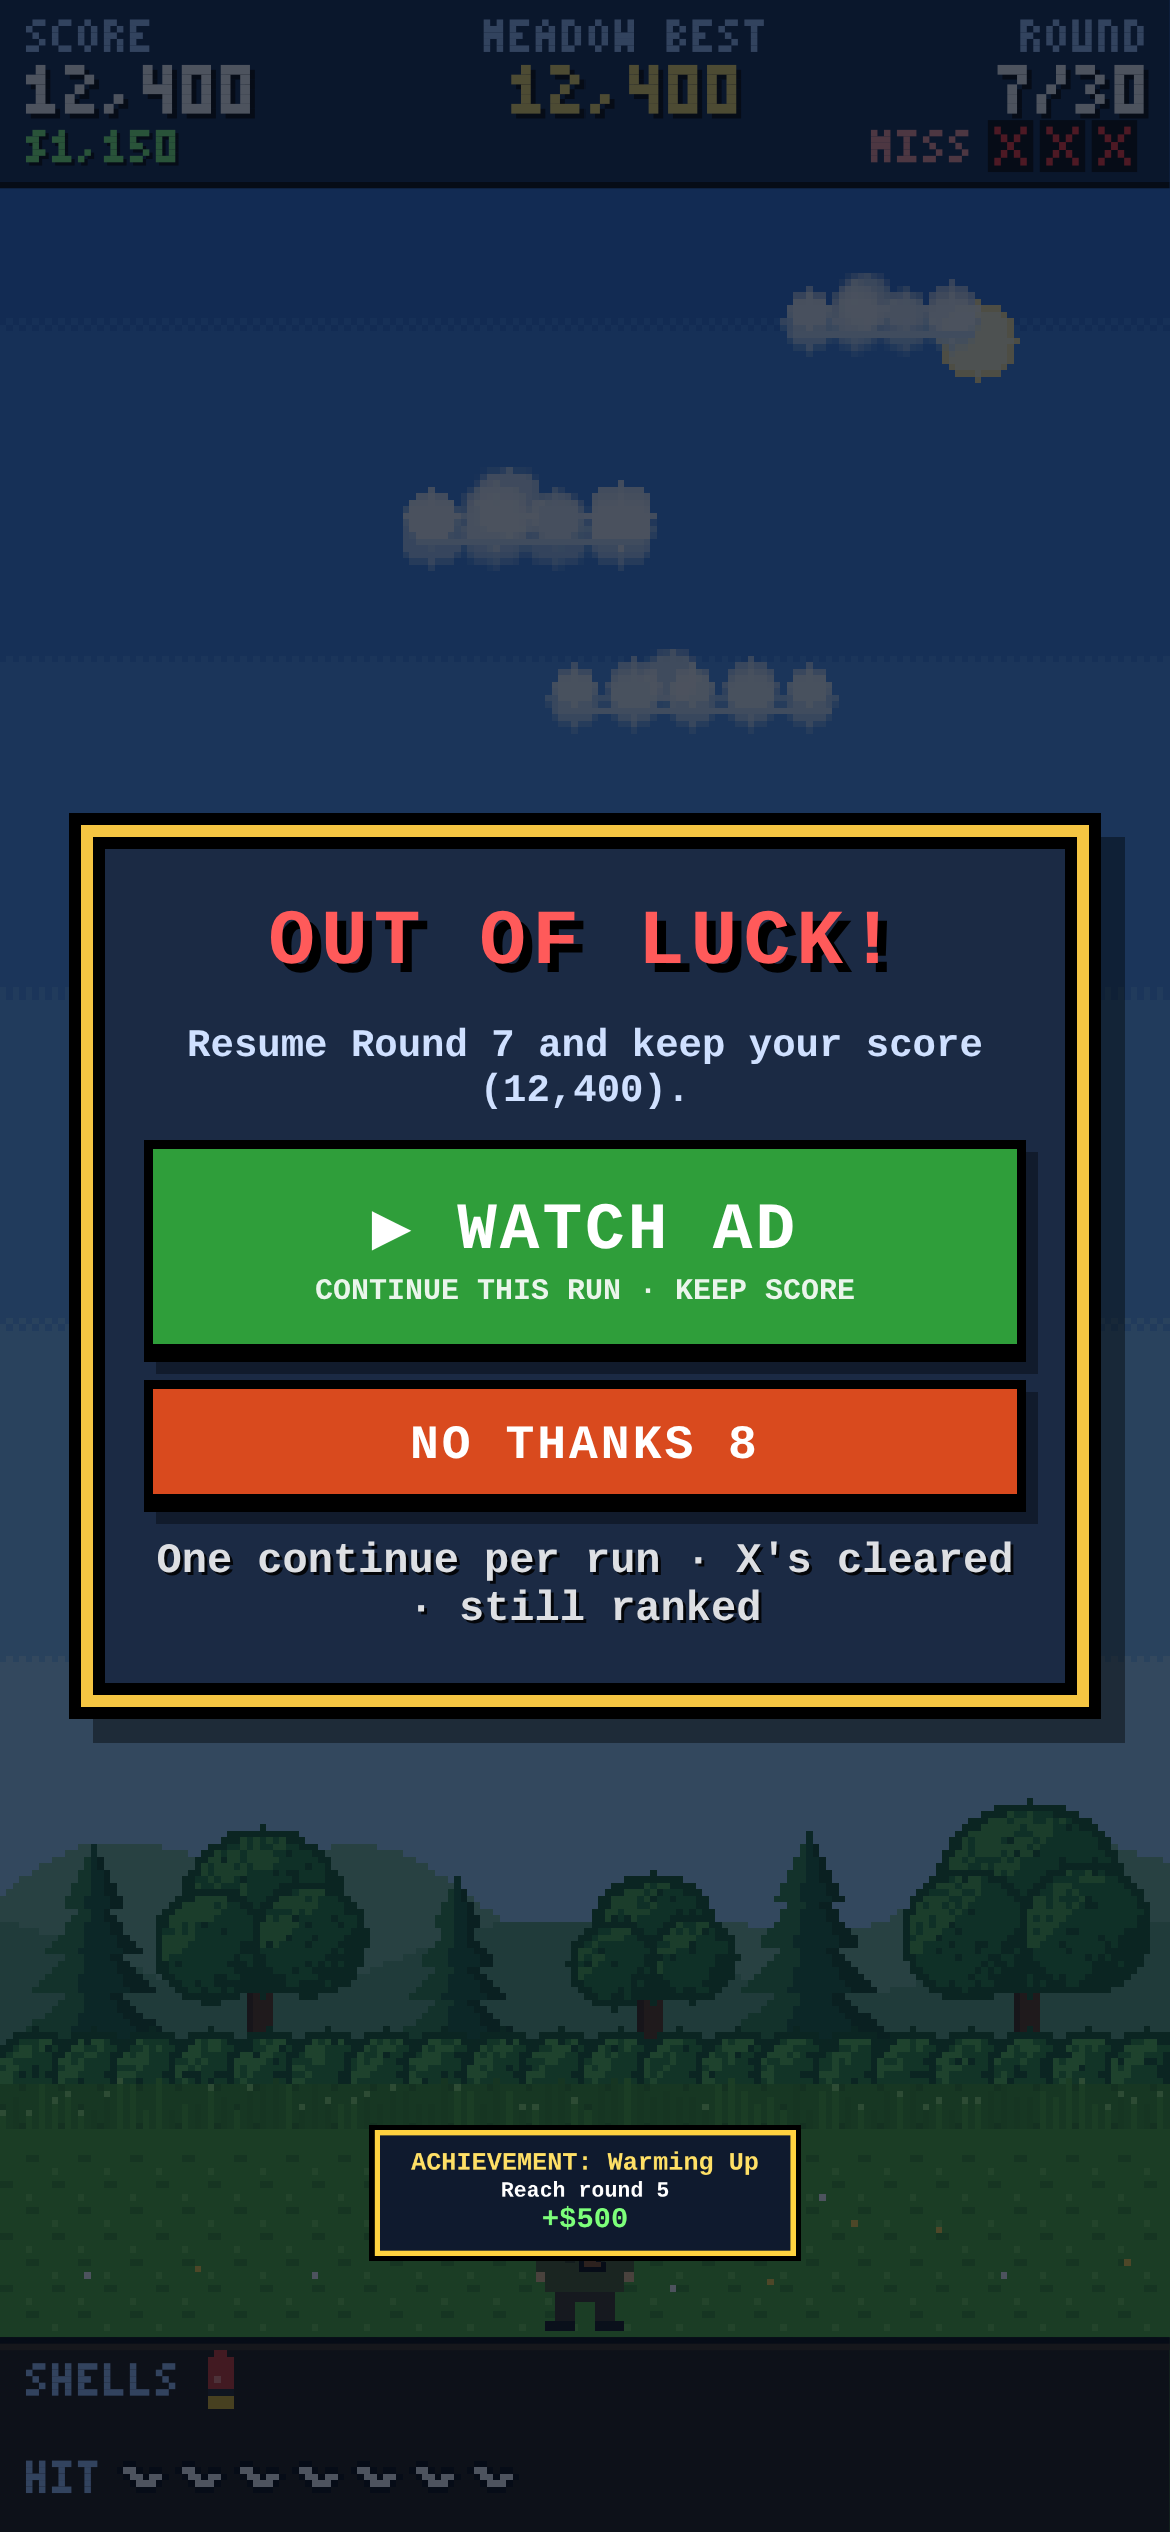 SCORE MEADOW BEST ROUND
12,400 12,400 7/30
$1,150 MISS X X X
OUT OF LUCK!
Resume Round 7 and keep your score
(12,400).
▶ WATCH AD
CONTINUE THIS RUN · KEEP SCORE
NO THANKS 8
One continue per run · X's cleared
· still ranked
ACHIEVEMENT: Warming Up
Reach round 5
+$500
SHELLS
HIT